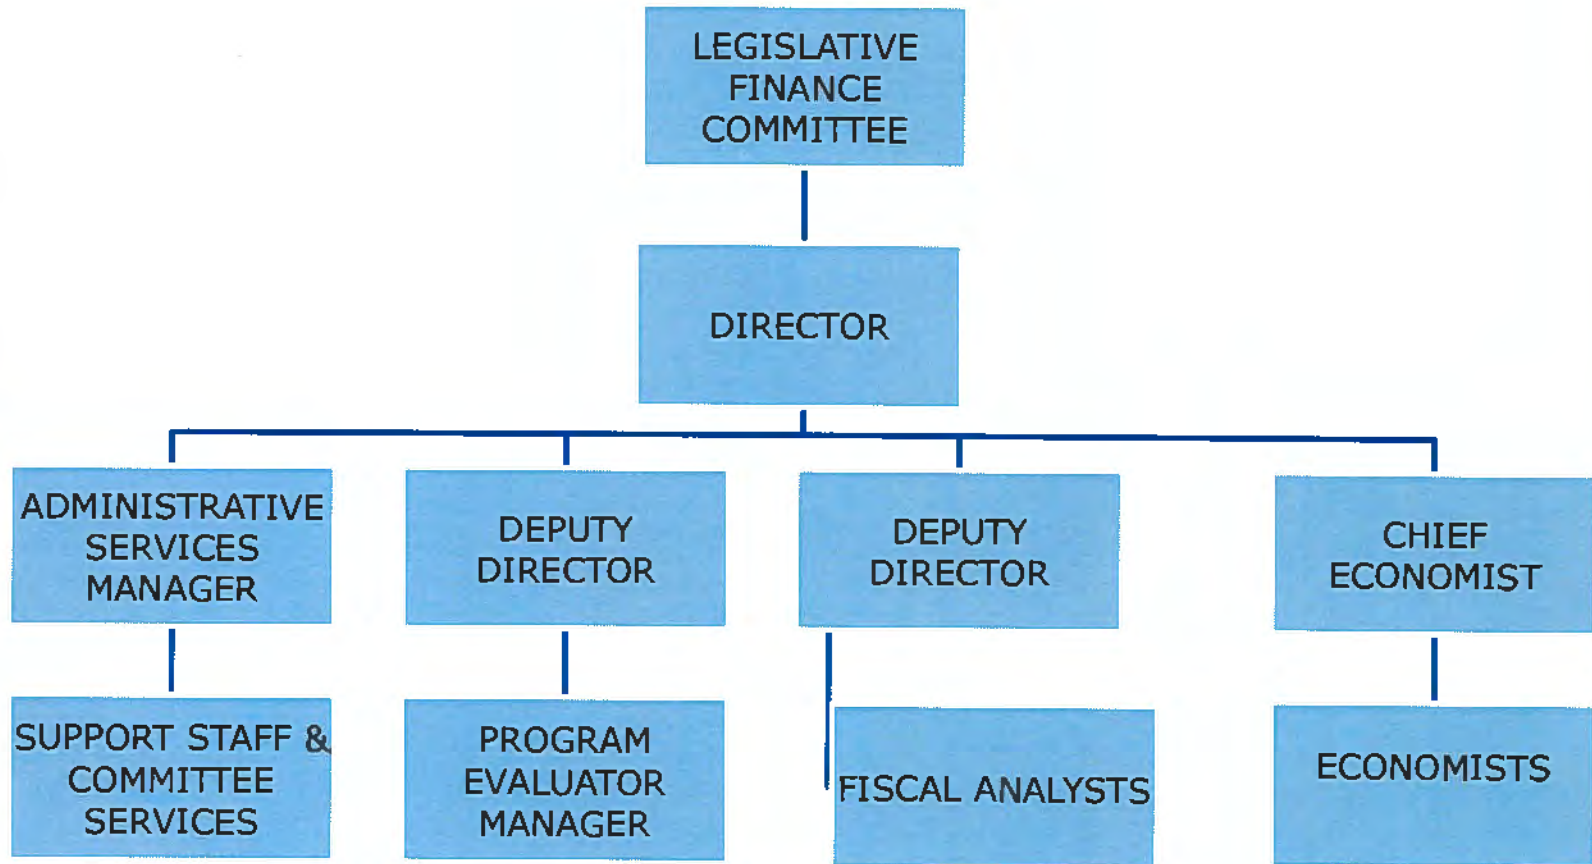 LEGISLATIVE
FINANCE
COMMITTEE
DIRECTOR
ADMINISTRATIVE
SERVICES
MANAGER
DEPUTY
DIRECTOR
DEPUTY
DIRECTOR
CHIEF
ECONOMIST
SUPPORT STAFF &
COMMITTEE
SERVICES
PROGRAM
EVALUATOR
MANAGER
FISCAL ANALYSTS
ECONOMISTS